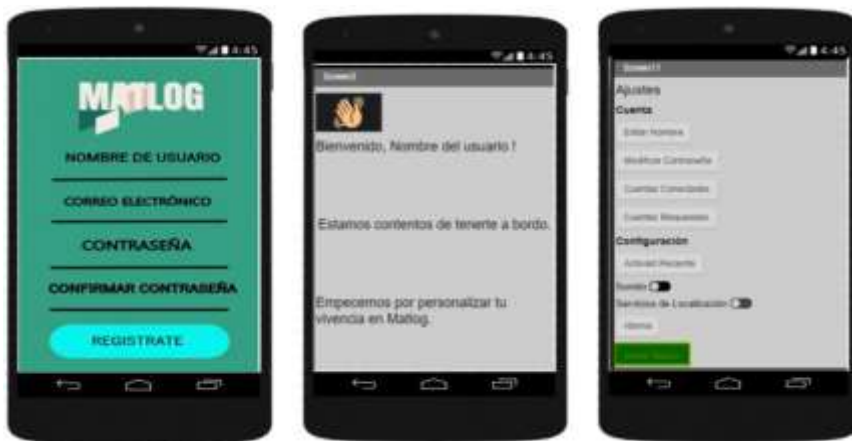 4:45
MATLOG
NOMBRE DE USUARIO
CORREO ELECTRÓNICO
CONTRASEÑA
CONFIRMAR CONTRASEÑA
REGISTRATE
4:45
Bienvenido, Nombre del usuario !
Estamos contentos de tenerte a bordo.
Empecemos por personalizar tu
vivencia en Matlog.
4:45
Screen11
Ajustes
Cuenta
Editar Nombre
Modificar Contraseña
Cuentas Conectadas
Cuentas Bloqueadas
Configuración
Sonido
Servicios de Localización
Idioma